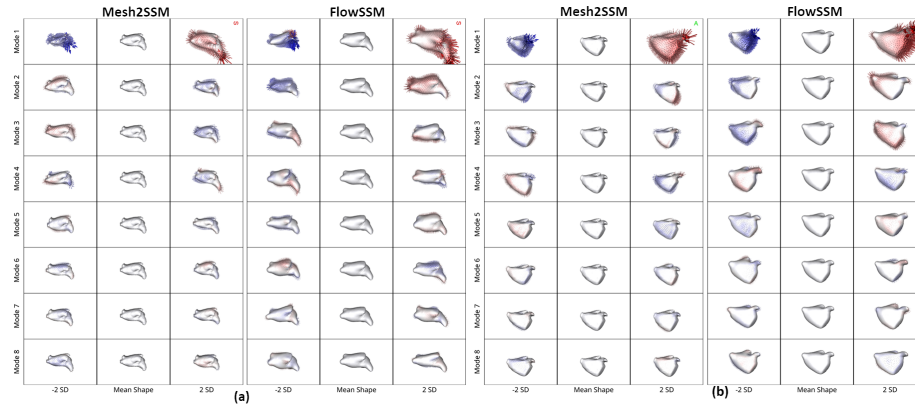 Mesh2SSM FlowSSM Mesh2SSM FlowSSM
S S A
Mode 1 Mode 1
Mode 2 Mode 2
Mode 3 Mode 3
Mode 4 Mode 4
Mode 5 Mode 5
Mode 6 Mode 6
Mode 7 Mode 7
Mode 8 Mode 8
-2 SD Mean Shape 2 SD -2 SD Mean Shape 2 SD -2 SD Mean Shape 2 SD -2 SD Mean Shape 2 SD
(a) (b)